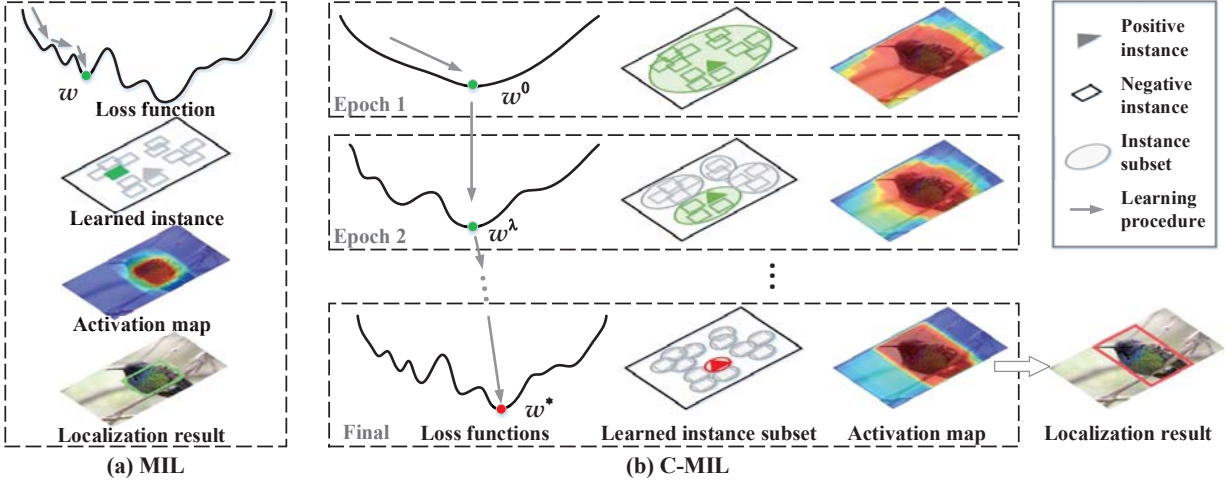 w
Loss function
Learned instance
Activation map
Localization result
(a) MIL
Epoch 1
w⁰
Epoch 2
w^λ
Final
w*
Loss functions
Learned instance subset
Activation map
Localization result
(b) C-MIL
Positive
instance
Negative
instance
Instance
subset
Learning
procedure